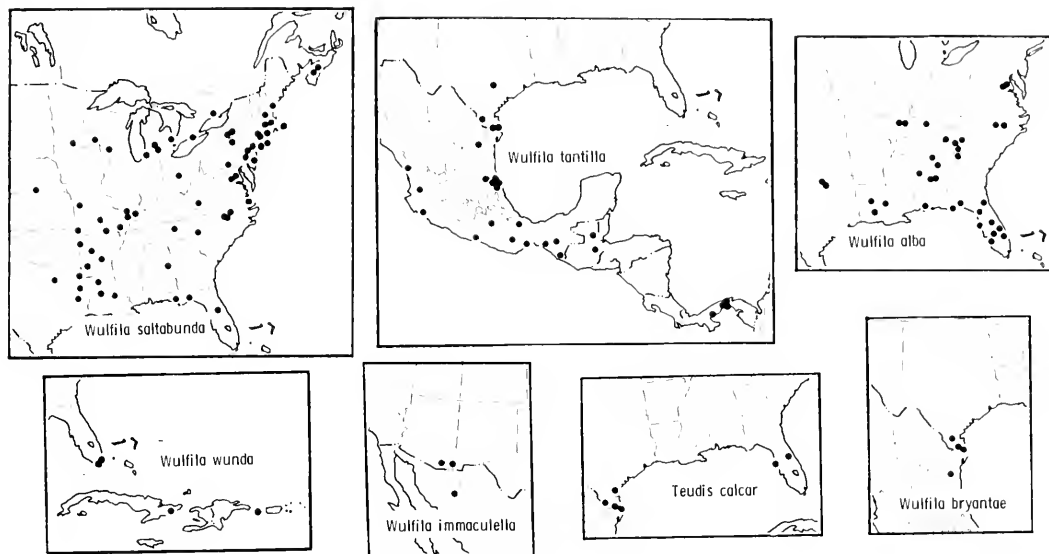 Wulfila saltabunda
Wulfila tantilla
Wulfila alba
Wulfila wunda
Wulfila immaculella
Teudis calcar
Wulfila bryantae